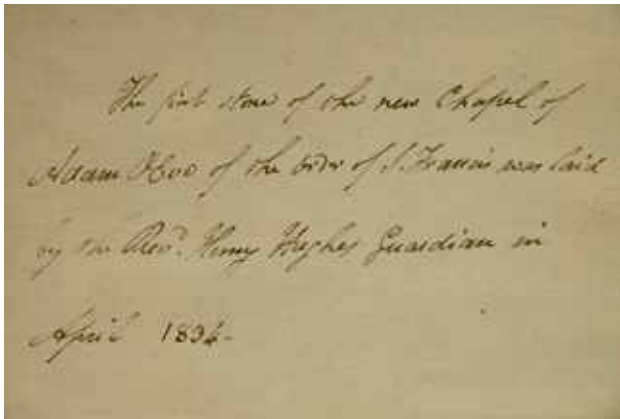 The first stone of the new Chapel of
Adam & Eve of the order of S. Francis was laid
by the Revd. Henry Hughes Guardian in
April 1834-